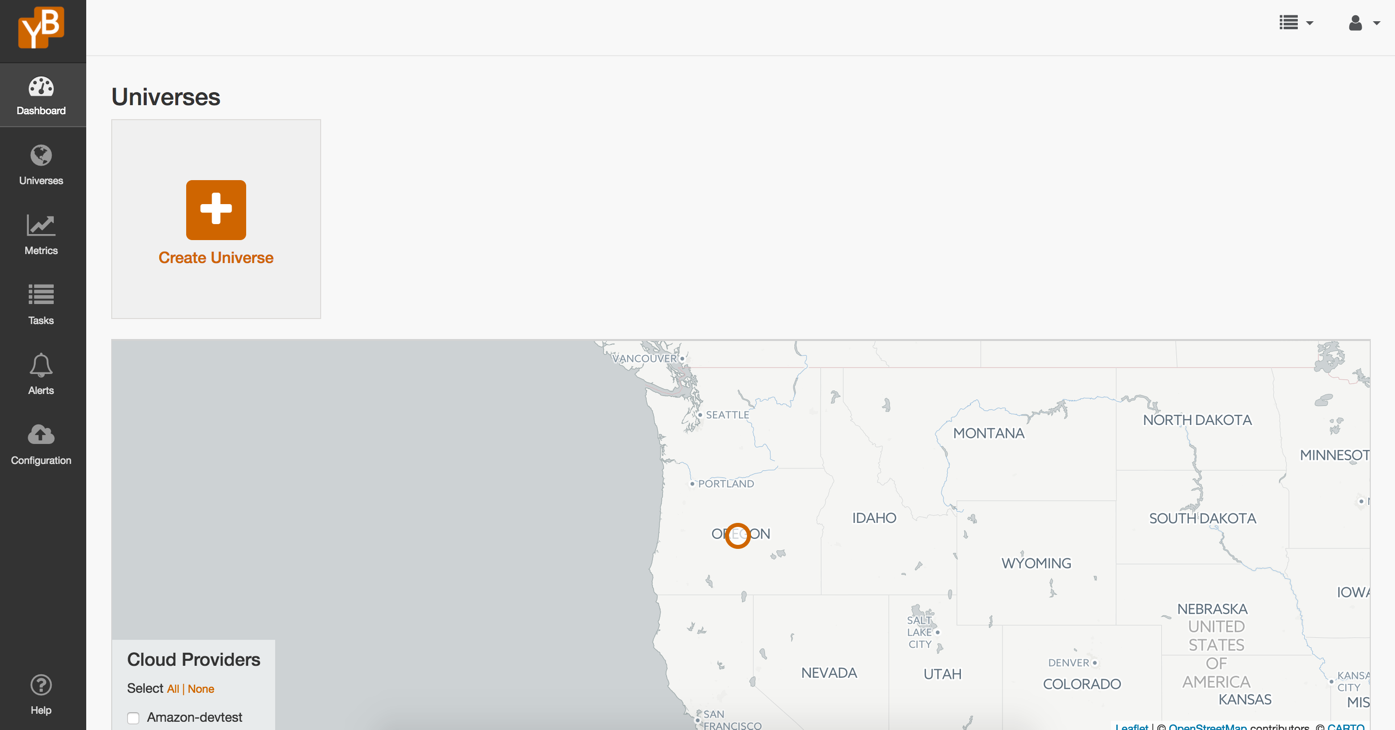 YB
Dashboard
Universes
Metrics
Tasks
Alerts
Configuration
Help
Universes
Create Universe
VANCOUVER
SEATTLE
PORTLAND
OREGON
IDAHO
MONTANA
NORTH DAKOTA
MINNESOT
SOUTH DAKOTA
WYOMING
IOWA
NEBRASKA
UNITED
STATES
OF
AMERICA
SALT
LAKE
CITY
NEVADA
UTAH
DENVER
COLORADO
KANSAS
KANSA
CITY
MIS
SAN
FRANCISCO
Cloud Providers
Select All | None
Amazon-devtest
Leaflet | © OpenStreetMap contributors, © CARTO